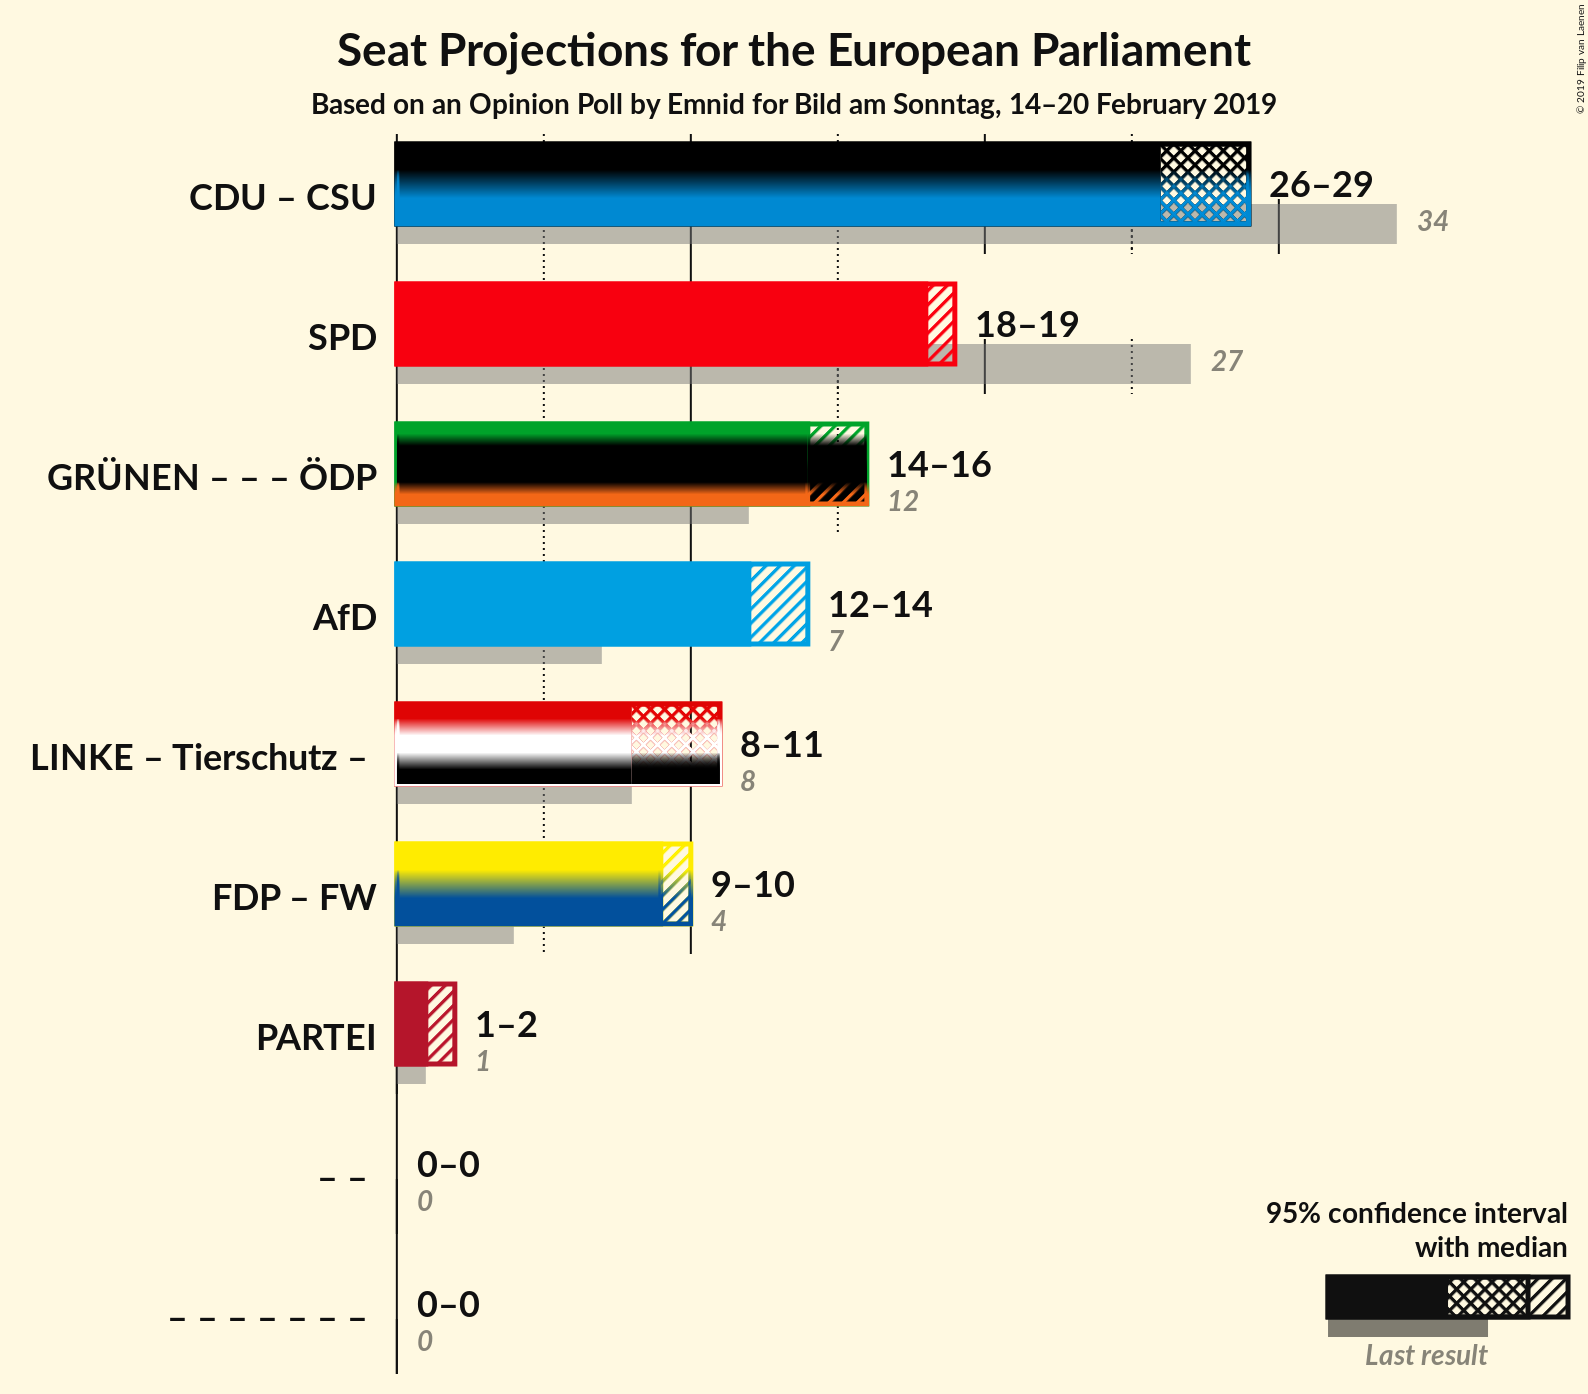 Seat Projections for the European Parliament
Based on an Opinion Poll by Emnid for Bild am Sonntag, 14–20 February 2019
© 2019 Filip van Laenen
CDU – CSU
26–29
34
SPD
18–19
27
GRÜNEN – – – ÖDP
14–16
12
AfD
12–14
7
LINKE – Tierschutz –
8–11
8
FDP – FW
9–10
4
PARTEI
1–2
1
– –
0–0
0
– – – – – – –
0–0
0
95% confidence interval
with median
Last result